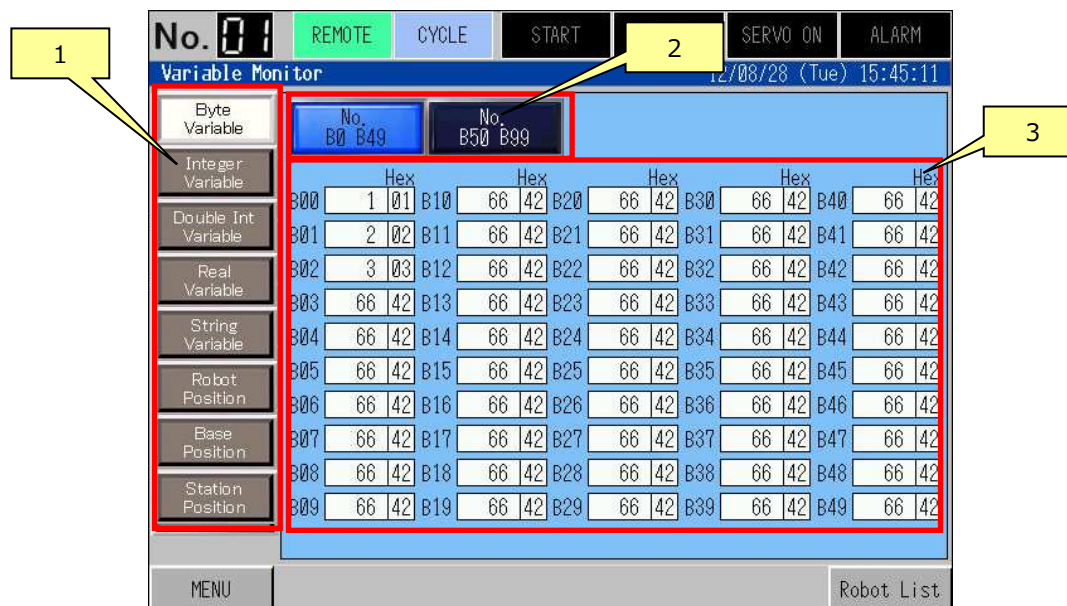 No. 01 REMOTE CYCLE START SERVO ON ALARM
1
2
3
Variable Monitor 12/08/28 (Tue) 15:45:11
Byte
Variable
Integer
Variable
Double Int
Variable
Real
Variable
String
Variable
Robot
Position
Base
Position
Station
Position
No.
B0 B49
No.
B50 B99
Hex Hex Hex Hex Hex
B00 1 01 B10 66 42 B20 66 42 B30 66 42 B40 66 42
B01 2 02 B11 66 42 B21 66 42 B31 66 42 B41 66 42
B02 3 03 B12 66 42 B22 66 42 B32 66 42 B42 66 42
B03 66 42 B13 66 42 B23 66 42 B33 66 42 B43 66 42
B04 66 42 B14 66 42 B24 66 42 B34 66 42 B44 66 42
B05 66 42 B15 66 42 B25 66 42 B35 66 42 B45 66 42
B06 66 42 B16 66 42 B26 66 42 B36 66 42 B46 66 42
B07 66 42 B17 66 42 B27 66 42 B37 66 42 B47 66 42
B08 66 42 B18 66 42 B28 66 42 B38 66 42 B48 66 42
B09 66 42 B19 66 42 B29 66 42 B39 66 42 B49 66 42
MENU Robot List